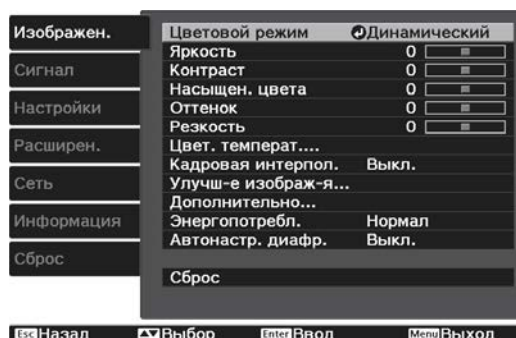 Изображен.
Сигнал
Настройки
Расширен.
Сеть
Информация
Сброс
Цветовой режим Динамический
Яркость 0
Контраст 0
Насыщен. цвета 0
Оттенок 0
Резкость 0
Цвет. температ....
Кадровая интерпол. Выкл.
Улучш-е изображ-я...
Дополнительно...
Энергопотребл. Нормал
Автонастр. диафр. Выкл.
Сброс
Esc Назад Выбор Enter Ввод Menu Выход